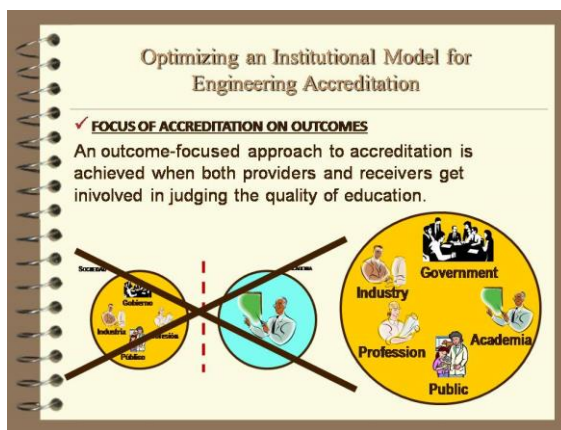 Optimizing an Institutional Model for
Engineering Accreditation
✓ FOCUS OF ACCREDITATION ON OUTCOMES
An outcome-focused approach to accreditation is
achieved when both providers and receivers get
inivolved in judging the quality of education.
Gobierno
Industria
Público
Government
Industry
Academia
Profession
Public